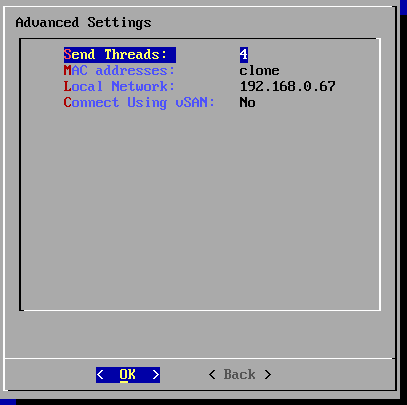 Advanced Settings
Send Threads: 4
MAC addresses: clone
Local Network: 192.168.0.67
Connect Using vSAN: No
< OK > < Back >